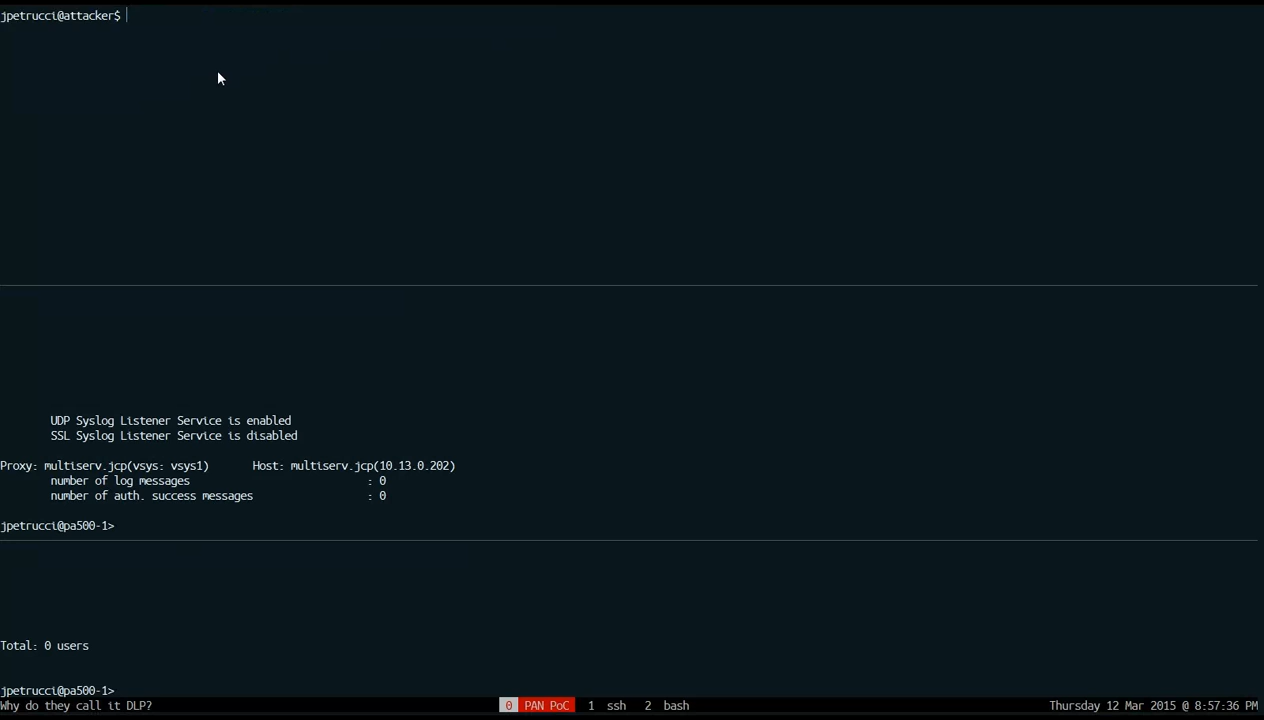 jpetrucci@attacker$
UDP Syslog Listener Service is enabled
SSL Syslog Listener Service is disabled
Proxy: multiserv.jcp(vsys: vsys1) Host: multiserv.jcp(10.13.0.202)
number of log messages : 0
number of auth. success messages : 0
jpetrucci@pa500-1>
Total: 0 users
jpetrucci@pa500-1>
Why do they call it DLP? 0 PAN PoC 1 ssh 2 bash Thursday 12 Mar 2015 @ 8:57:36 PM